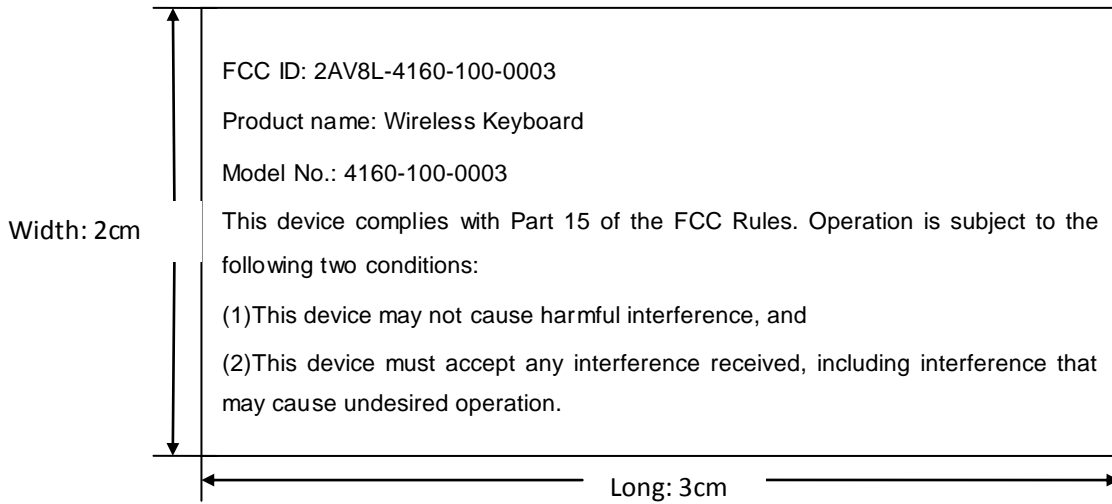 FCC ID: 2AV8L-4160-100-0003
Product name: Wireless Keyboard
Model No.: 4160-100-0003
Width: 2cm
This device complies with Part 15 of the FCC Rules. Operation is subject to the
following two conditions:
(1)This device may not cause harmful interference, and
(2)This device must accept any interference received, including interference that
may cause undesired operation.
Long: 3cm